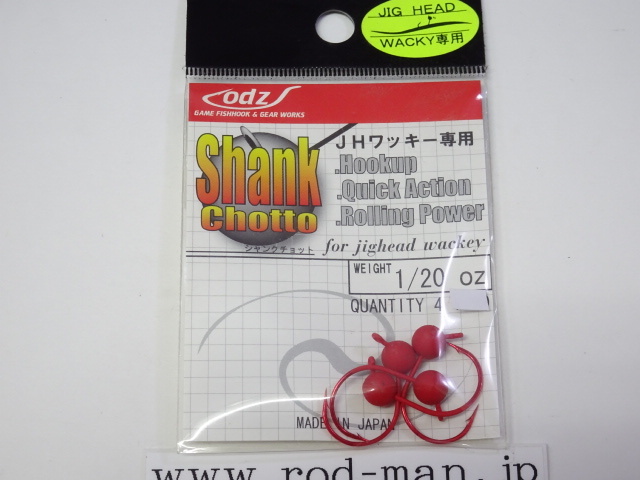 JIG HEAD
WACKY専用
odz
GAME FISHHOOK & GEAR WORKS
JHワッキー専用
Shank
Chotto
.Hookup
.Quick Action
.Rolling Power
シャンクチョット
for jighead wackey
WEIGHT 1/20 oz
QUANTITY 4
MADE IN JAPAN
www.rod-man.jp